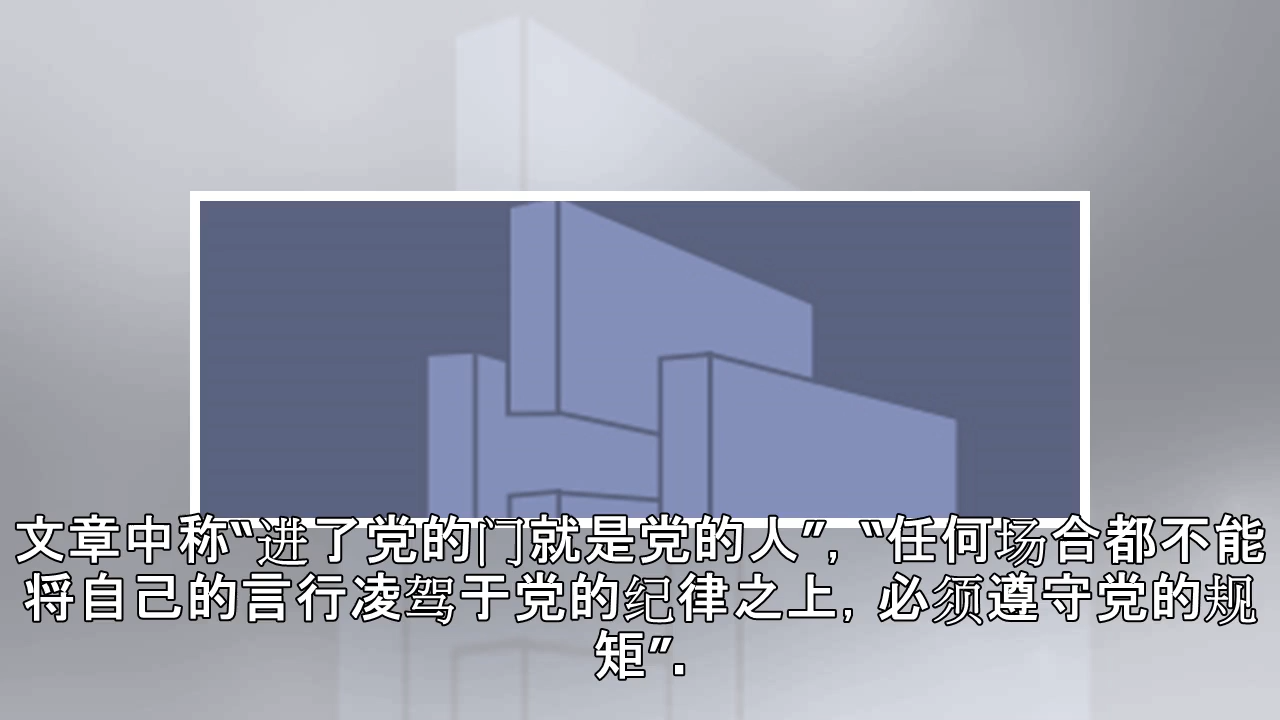 文章中称“进了党的门就是党的人”, “任何场合都不能
将自己的言行凌驾于党的纪律之上, 必须遵守党的规
矩”.